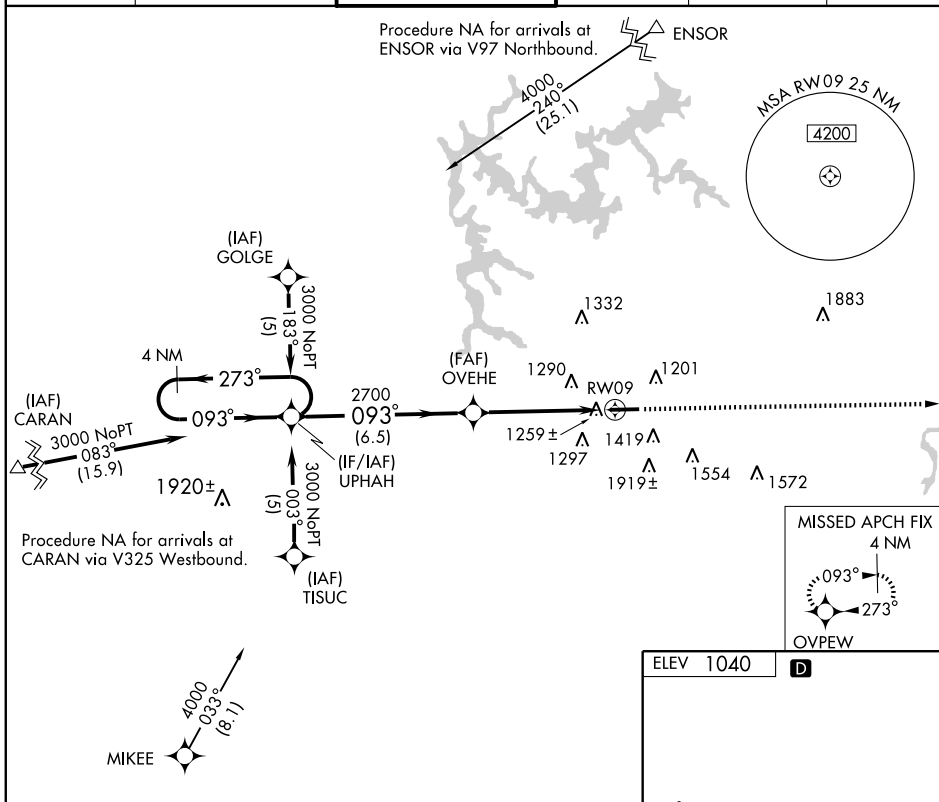 Procedure NA for arrivals at
ENSOR via V97 Northbound.
ENSOR
4000
240°
(25.1)
MSA RW09 25 NM
4200
(IAF)
GOLGE
3000 NoPT
183°
(5)
1332
1883
4 NM
273°
(FAF)
OVEHE
1290
RW09
1201
(IAF)
CARAN
093°
2700
093°
(6.5)
3000 NoPT
083°
(15.9)
(IF/IAF)
UPHAH
1259±
1419
1297
1919±
1554
1572
1920±
3000 NoPT
003°
(5)
Procedure NA for arrivals at
CARAN via V325 Westbound.
(IAF)
TISUC
MISSED APCH FIX
4 NM
093°
273°
OVPEW
4000
033°
(8.1)
MIKEE
ELEV 1040
D